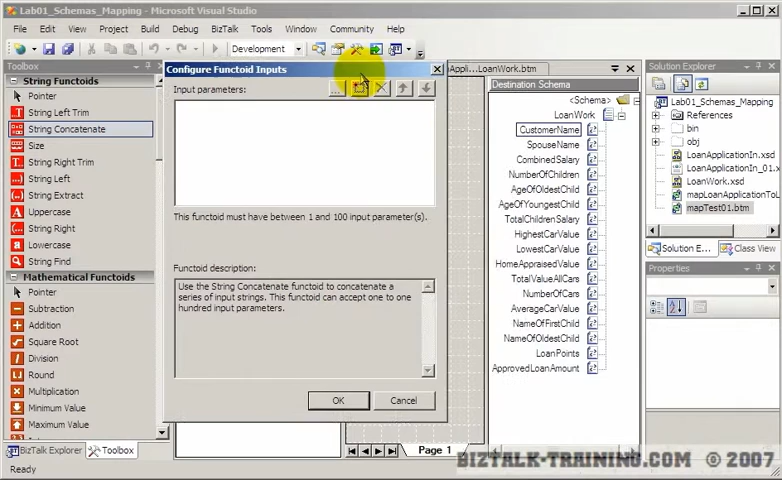 Lab01_Schemas_Mapping - Microsoft Visual Studio
File Edit View Project Build Debug BizTalk Tools Window Community Help
Development
Toolbox
String Functoids
Pointer
String Left Trim
String Concatenate
Size
String Right Trim
String Left
String Extract
Uppercase
String Right
Lowercase
String Find
Mathematical Functoids
Pointer
Subtraction
Addition
Square Root
Division
Round
Multiplication
Minimum Value
Maximum Value
BizTalk Explorer Toolbox
Ready
Configure Functoid Inputs
Input parameters:
...
This functoid must have between 1 and 100 input parameter(s).
Functoid description:
Use the String Concatenate functoid to concatenate a
series of input strings. This functoid can accept one to one
hundred input parameters.
OK Cancel
Page 1
Appli...LoanWork.btm
Destination Schema
<Schema>
LoanWork
CustomerName
SpouseName
CombinedSalary
NumberOfChildren
AgeOfOldestChild
AgeOfYoungestChild
TotalChildrenSalary
HighestCarValue
LowestCarValue
HomeAppraisedValue
TotalValueAllCars
NumberOfCars
AverageCarValue
NameOfFirstChild
NameOfOldestChild
LoanPoints
ApprovedLoanAmount
Solution Explorer
Lab01_Schemas_Mapping
References
bin
obj
LoanApplicationIn.xsd
LoanApplicationIn_01.x
LoanWork.xsd
mapLoanApplicationToL
mapTest01.btm
Solution E... Class View
Properties
BIZTALK-TRAINING.COM © 2007